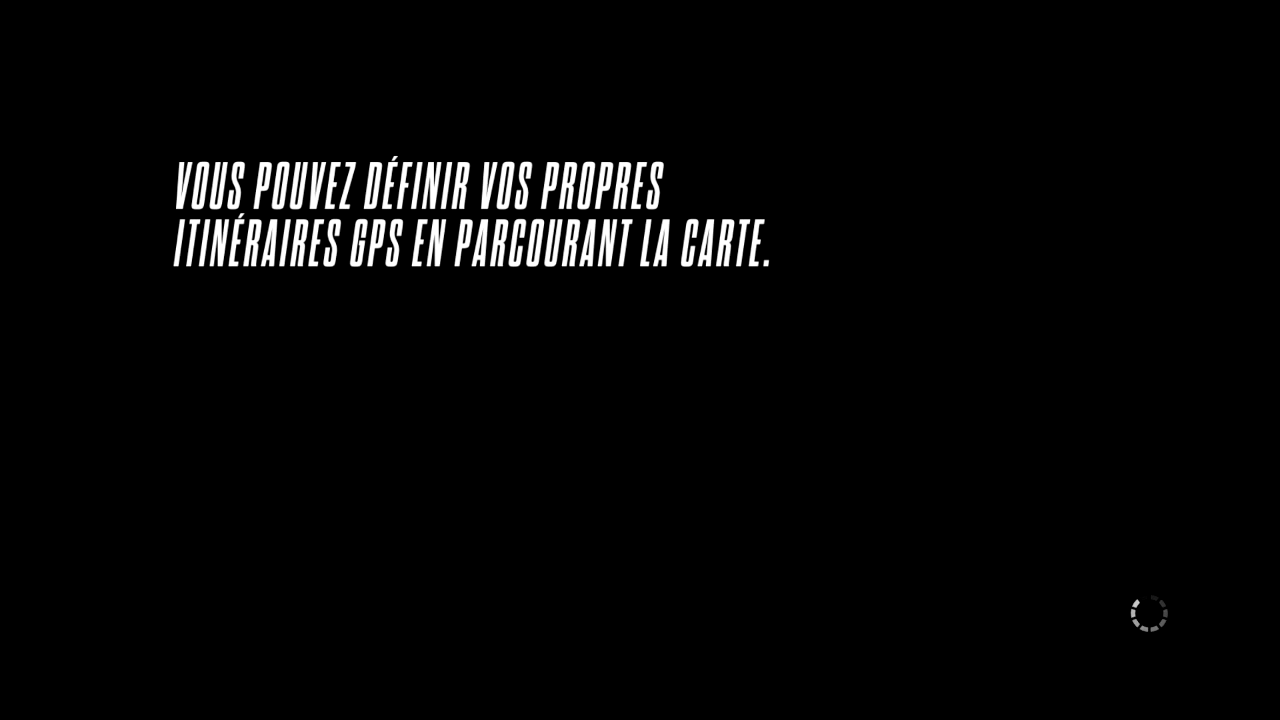 VOUS POUVEZ DÉFINIR VOS PROPRES
ITINÉRAIRES GPS EN PARCOURANT LA CARTE.